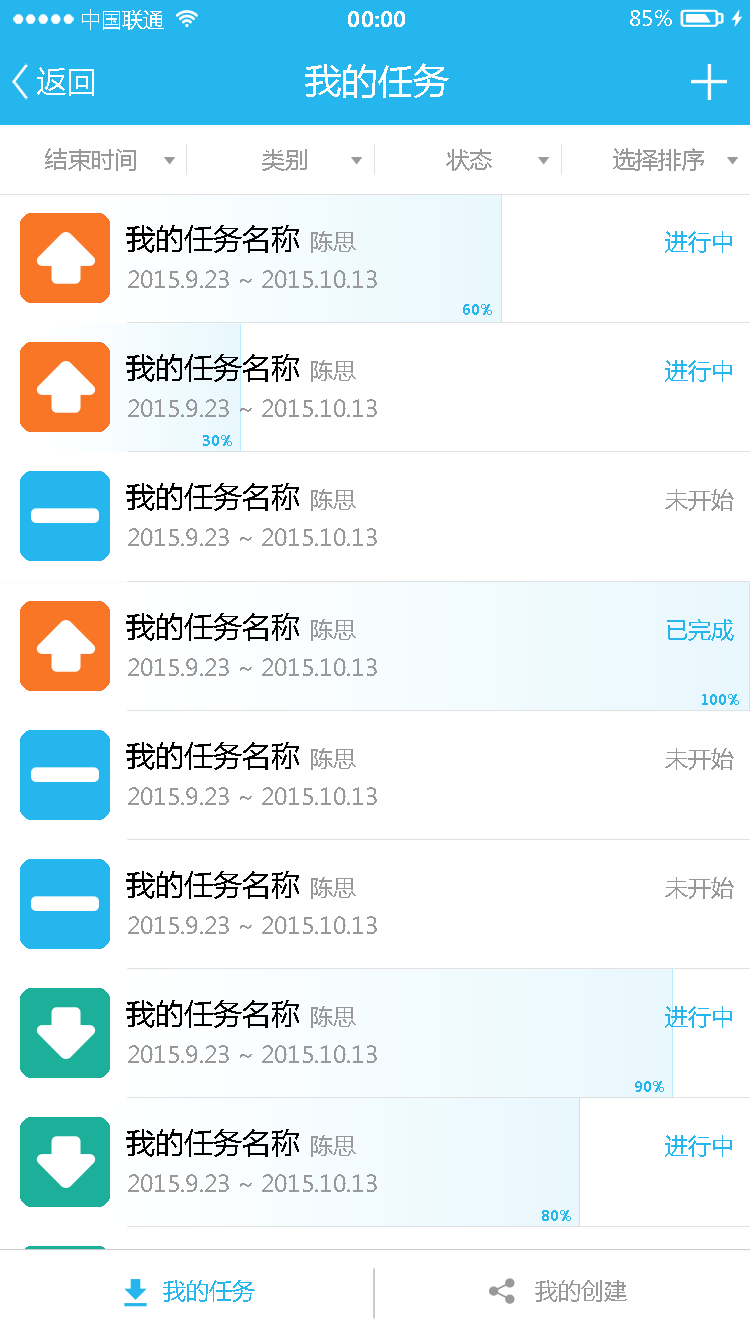 中国联通 00:00 85%
返回 我的任务
结束时间 类别 状态 选择排序
我的任务名称 陈思 进行中
2015.9.23 ~ 2015.10.13
60%
我的任务名称 陈思 进行中
2015.9.23 ~ 2015.10.13
30%
我的任务名称 陈思 未开始
2015.9.23 ~ 2015.10.13
我的任务名称 陈思 已完成
2015.9.23 ~ 2015.10.13
100%
我的任务名称 陈思 未开始
2015.9.23 ~ 2015.10.13
我的任务名称 陈思 未开始
2015.9.23 ~ 2015.10.13
我的任务名称 陈思 进行中
2015.9.23 ~ 2015.10.13
90%
我的任务名称 陈思 进行中
2015.9.23 ~ 2015.10.13
80%
我的任务 我的创建